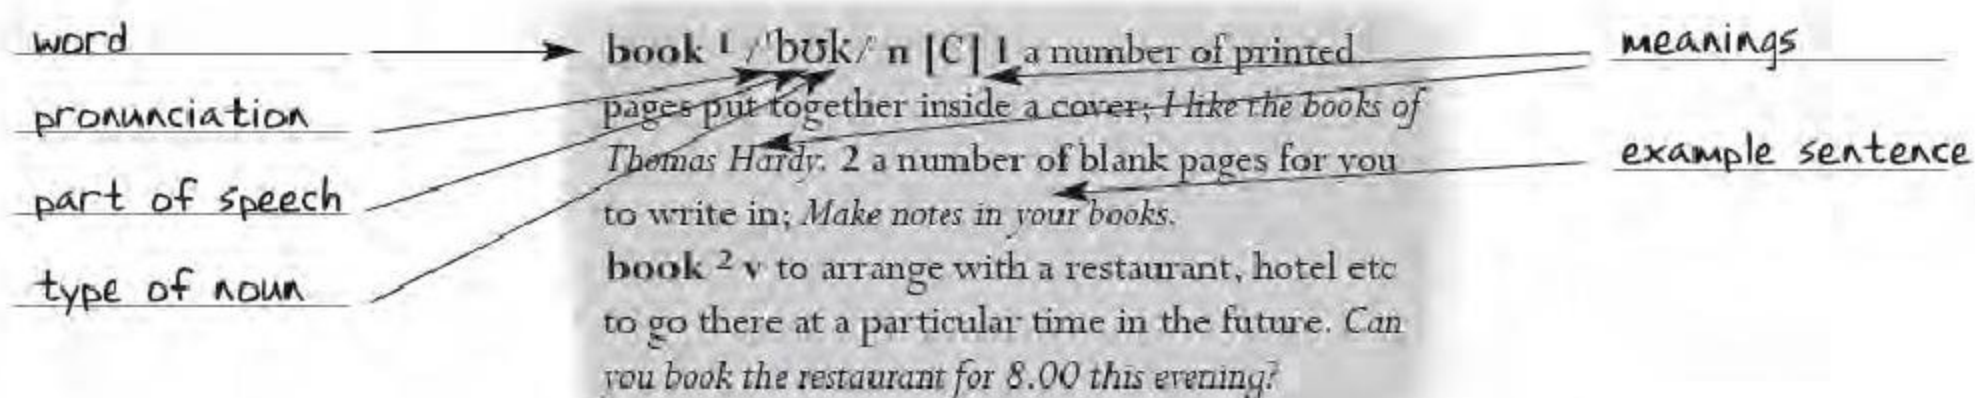 word
pronunciation
part of speech
type of noun
book ¹ /'bʊk/ n [C] 1 a number of printed
pages put together inside a cover; I like the books of
Thomas Hardy. 2 a number of blank pages for you
to write in; Make notes in your books.
book ² v to arrange with a restaurant, hotel etc
to go there at a particular time in the future. Can
you book the restaurant for 8.00 this evening?
meanings
example sentence